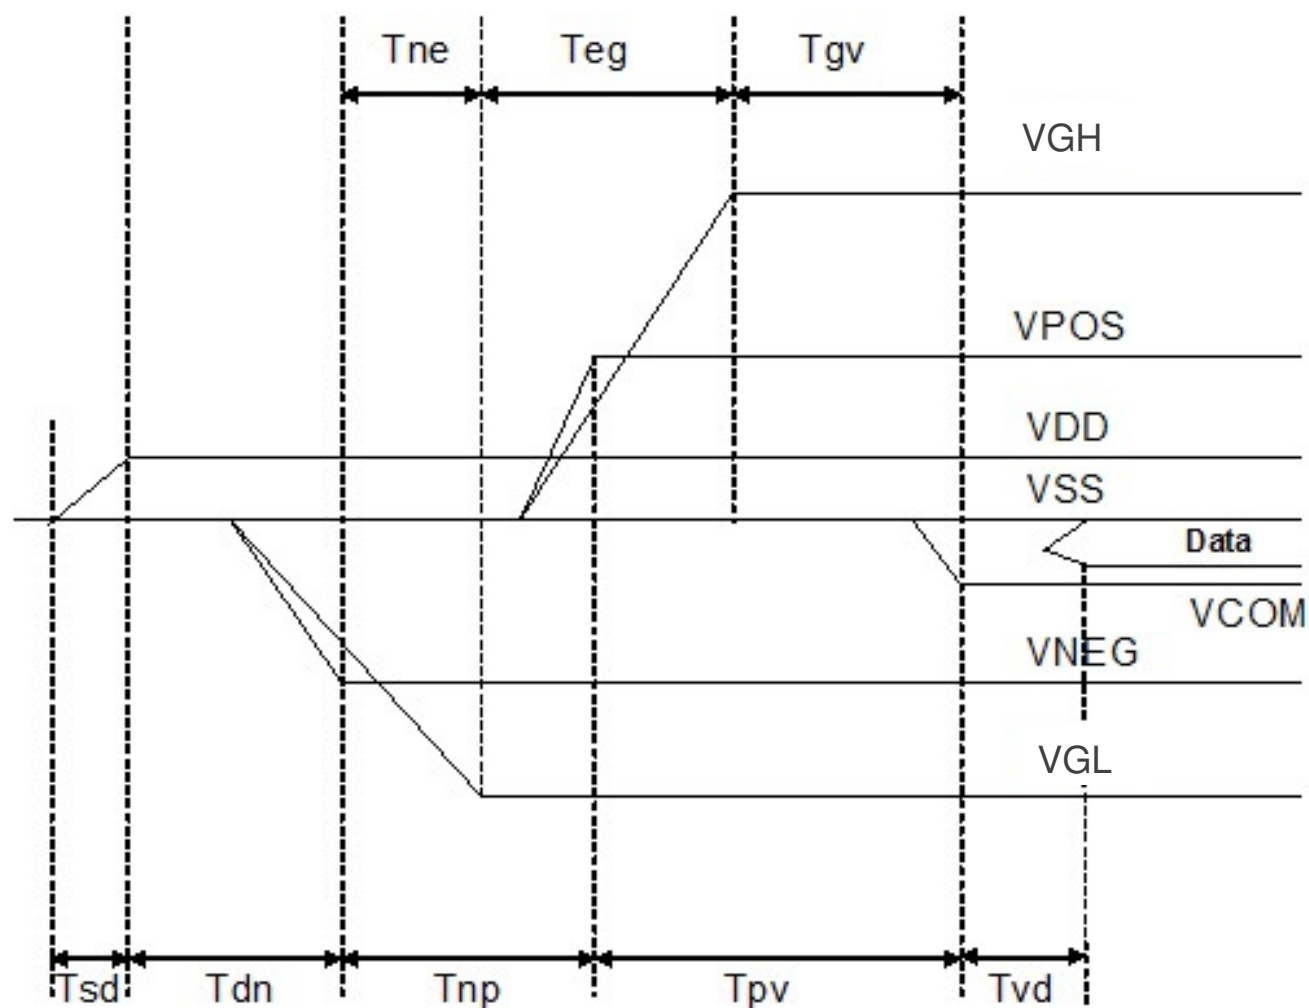 Tne Teg Tgv
VGH
VPOS
VDD
VSS
Data
VCOM
VNEG
VGL
Tsd Tdn Tnp Tpv Tvd